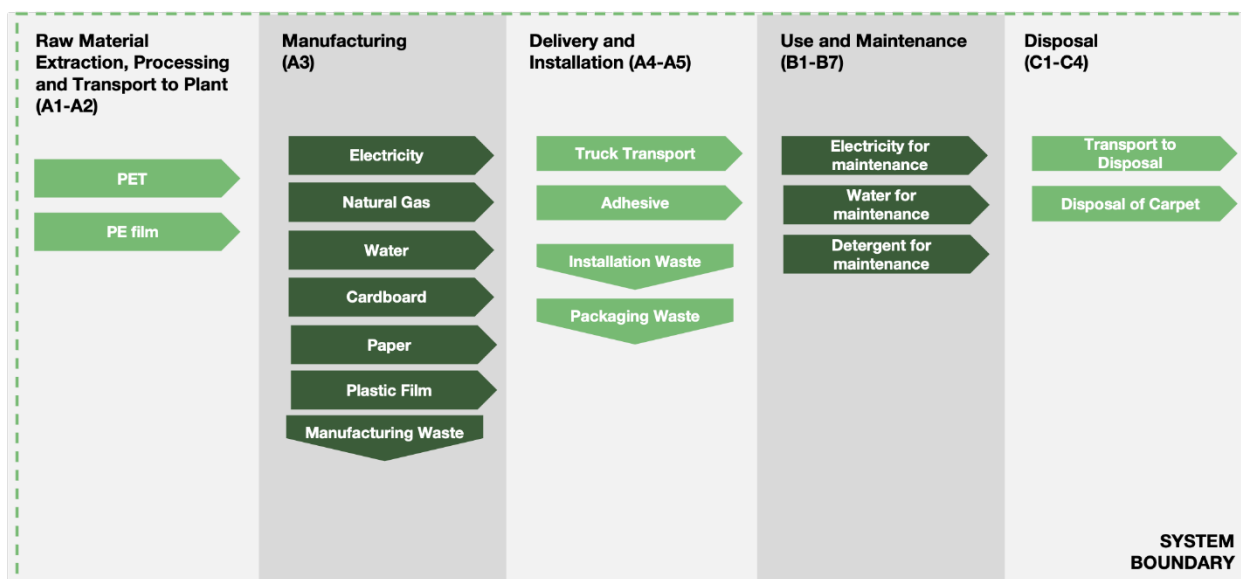 Raw Material
Extraction, Processing
and Transport to Plant
(A1-A2)
PET
PE film
Manufacturing
(A3)
Electricity
Natural Gas
Water
Cardboard
Paper
Plastic Film
Manufacturing Waste
Delivery and
Installation (A4-A5)
Truck Transport
Adhesive
Installation Waste
Packaging Waste
Use and Maintenance
(B1-B7)
Electricity for
maintenance
Water for
maintenance
Detergent for
maintenance
Disposal
(C1-C4)
Transport to
Disposal
Disposal of Carpet
SYSTEM
BOUNDARY